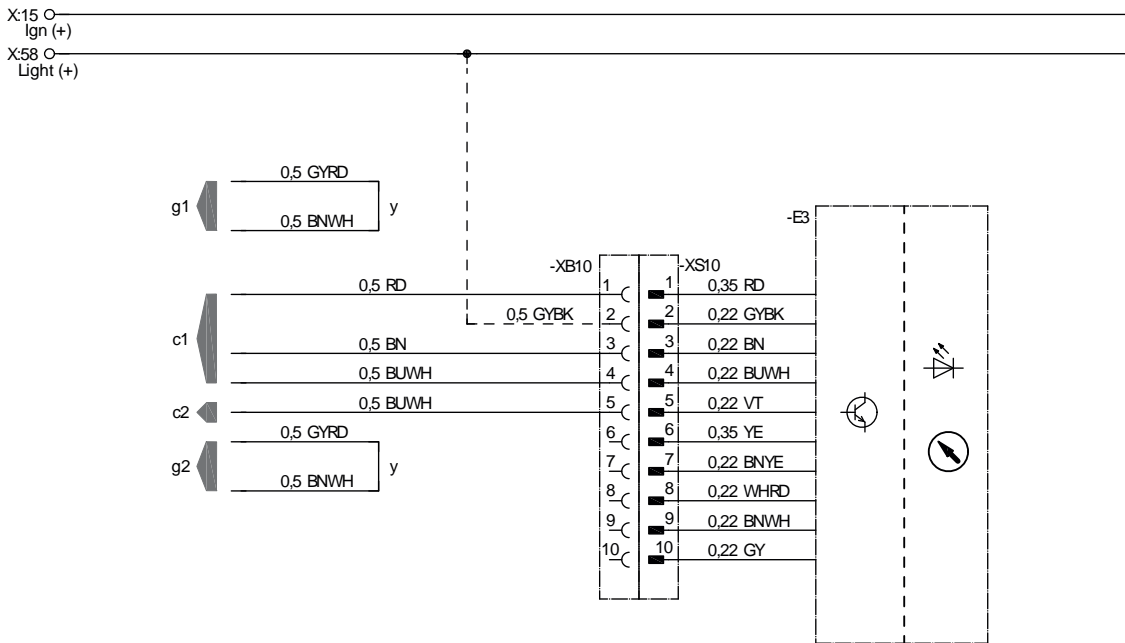 X:15
Ign (+)
X:58
Light (+)
0,5 GYRD
g1
y
0,5 BNWH
-E3
-XB10
-XS10
0,5 RD
1
1
0,35 RD
0,5 GYBK
2
2
0,22 GYBK
c1
0,5 BN
3
3
0,22 BN
0,5 BUWH
4
4
0,22 BUWH
c2
0,5 BUWH
5
5
0,22 VT
0,5 GYRD
6
6
0,35 YE
g2
y
7
7
0,22 BNYE
0,5 BNWH
8
8
0,22 WHRD
9
9
0,22 BNWH
10
10
0,22 GY